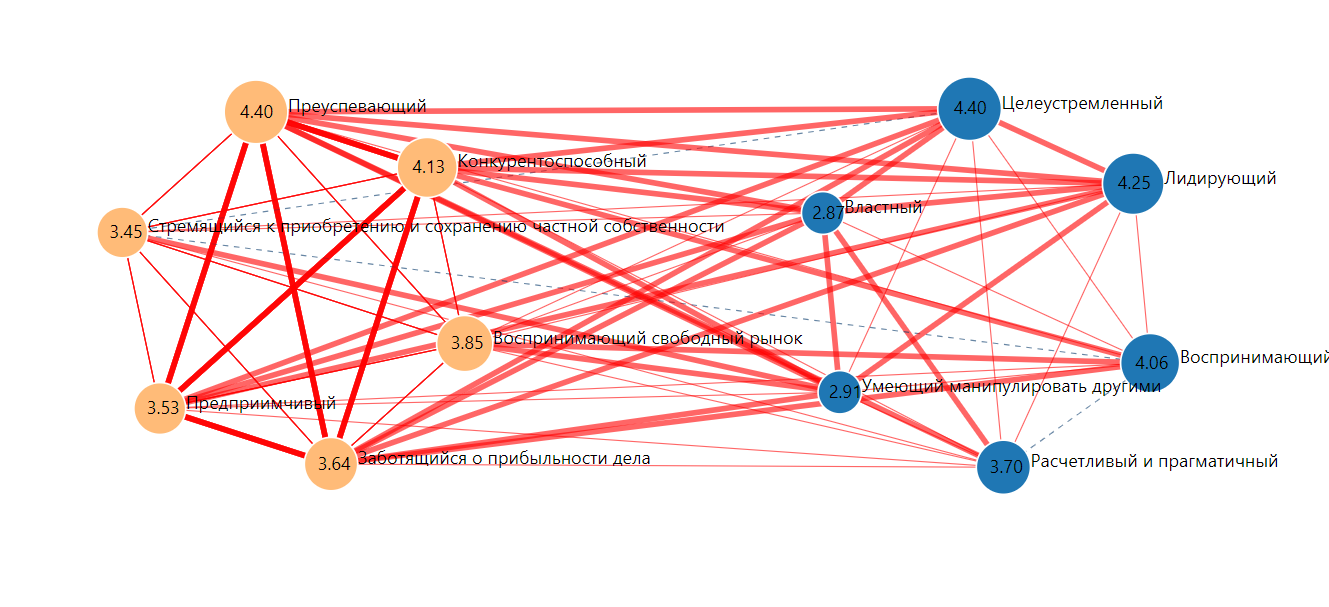 4.40 Преуспевающий
4.40 Целеустремленный
4.13 Конкурентоспособный
4.25 Лидирующий
2.87 Властный
3.45 Стремящийся к приобретению и сохранению частной собственности
3.85 Воспринимающий свободный рынок
4.06 Воспринимающий
2.91 Умеющий манипулировать другими
3.53 Предприимчивый
3.64 Заботящийся о прибыльности дела
3.70 Расчетливый и прагматичный